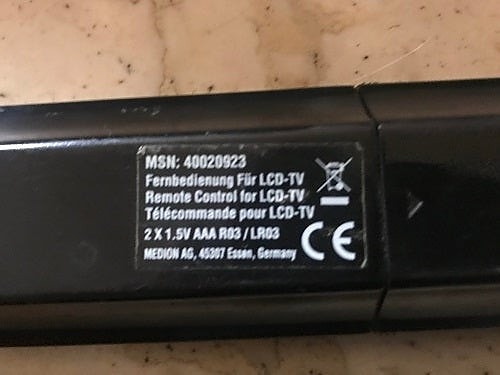 MSN: 40020923
Fernbedienung Für LCD-TV
Remote Control for LCD-TV
Télécommande pour LCD-TV
2 X 1.5V AAA R03 / LR03
MEDION AG, 45307 Essen, Germany
CE